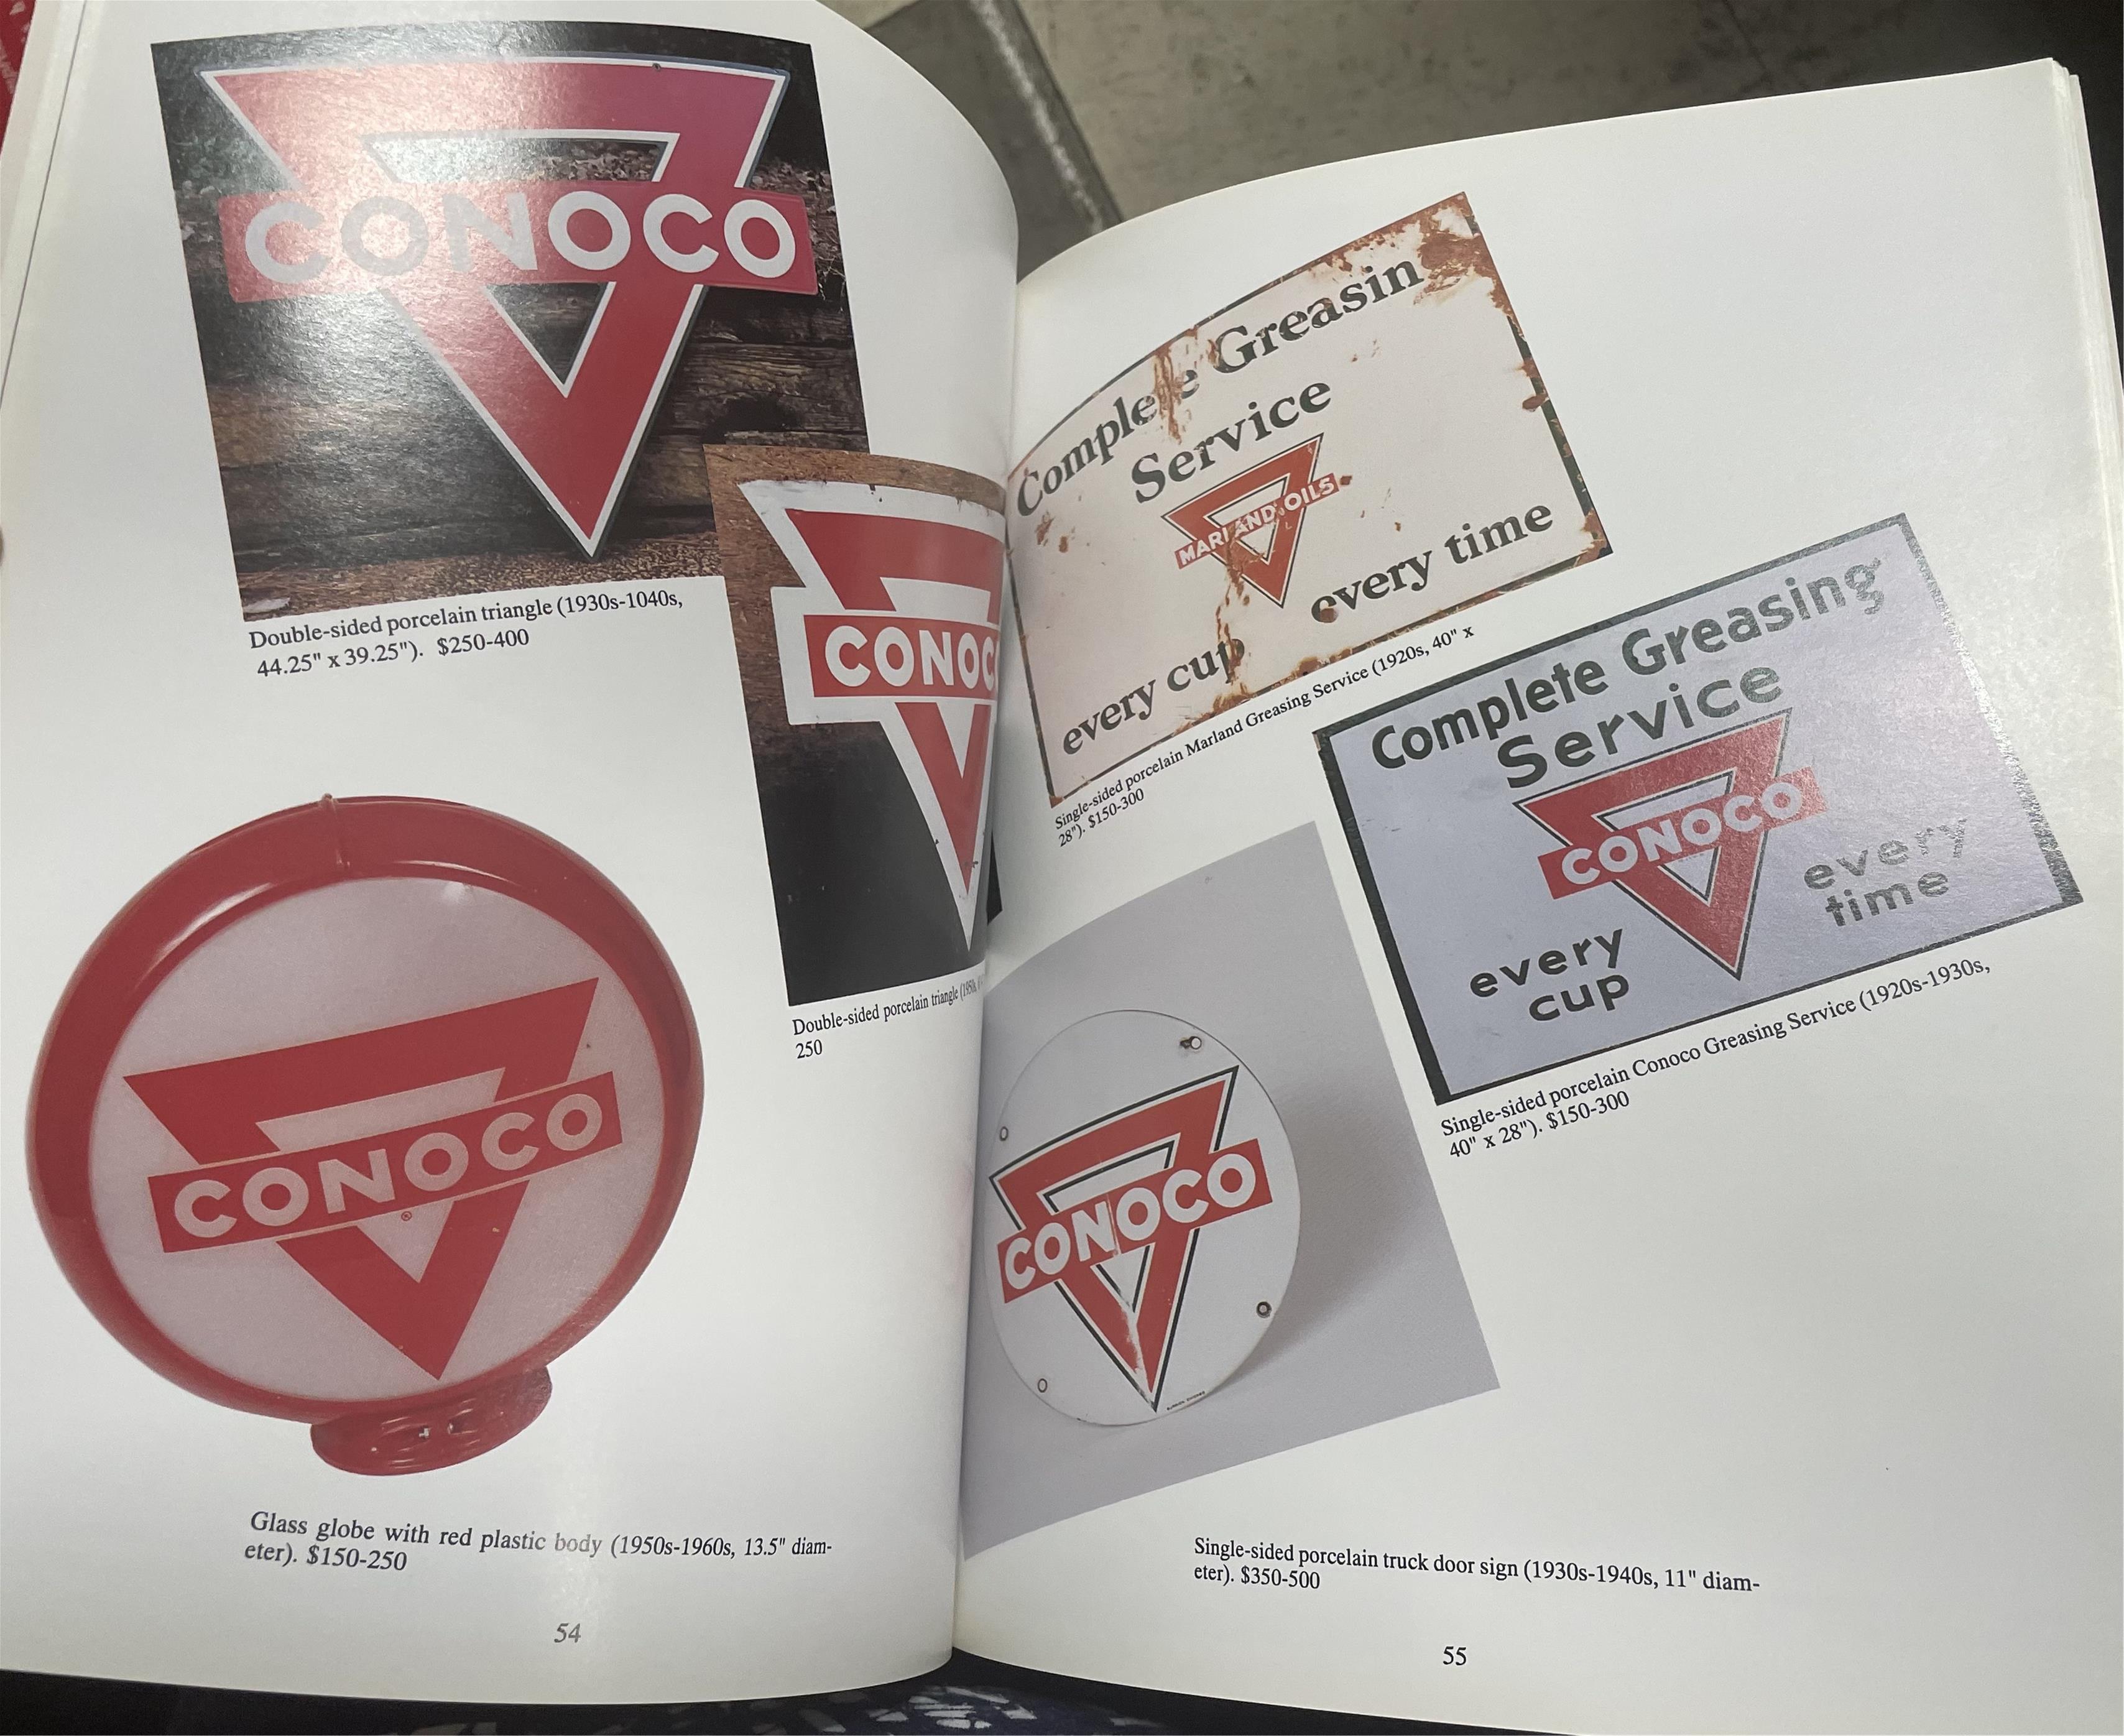 CONOCO
Double-sided porcelain triangle (1930s-1040s,
44.25" x 39.25"). $250-400
CONOC
Double-sided porcelain triangle (1950s,
250
CONOCO
®
Glass globe with red plastic body (1950s-1960s, 13.5" diam-
eter). $150-250
54
Complete Greasin
Service
MARLAND OILS
every cup
every time
Single-sided porcelain Marland Greasing Service (1920s, 40" x
28"). $150-300
Complete Greasing
Service
CONOCO
every
cup
every
time
Single-sided porcelain Conoco Greasing Service (1920s-1930s,
40" x 28"). $150-300
CONOCO
Single-sided porcelain truck door sign (1930s-1940s, 11" diam-
eter). $350-500
55